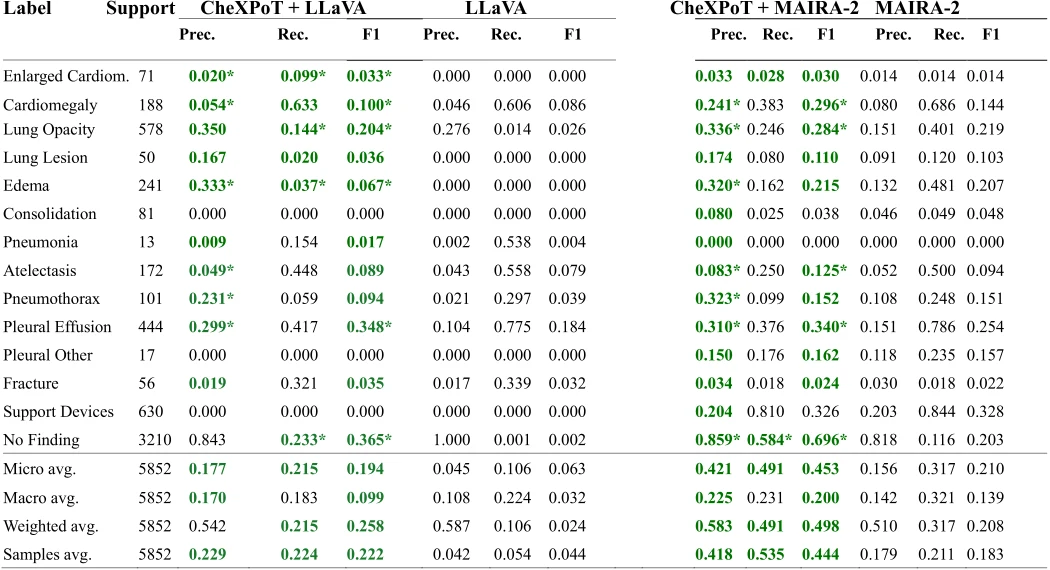 Label Support CheXPoT + LLaVA LLaVA CheXPoT + MAIRA-2 MAIRA-2
Prec. Rec. F1 Prec. Rec. F1 Prec. Rec. F1 Prec. Rec. F1
Enlarged Cardiom. 71 0.020* 0.099* 0.033* 0.000 0.000 0.000 0.033 0.028 0.030 0.014 0.014 0.014
Cardiomegaly 188 0.054* 0.633 0.100* 0.046 0.606 0.086 0.241* 0.383 0.296* 0.080 0.686 0.144
Lung Opacity 578 0.350 0.144* 0.204* 0.276 0.014 0.026 0.336* 0.246 0.284* 0.151 0.401 0.219
Lung Lesion 50 0.167 0.020 0.036 0.000 0.000 0.000 0.174 0.080 0.110 0.091 0.120 0.103
Edema 241 0.333* 0.037* 0.067* 0.000 0.000 0.000 0.320* 0.162 0.215 0.132 0.481 0.207
Consolidation 81 0.000 0.000 0.000 0.000 0.000 0.000 0.080 0.025 0.038 0.046 0.049 0.048
Pneumonia 13 0.009 0.154 0.017 0.002 0.538 0.004 0.000 0.000 0.000 0.000 0.000 0.000
Atelectasis 172 0.049* 0.448 0.089 0.043 0.558 0.079 0.083* 0.250 0.125* 0.052 0.500 0.094
Pneumothorax 101 0.231* 0.059 0.094 0.021 0.297 0.039 0.323* 0.099 0.152 0.108 0.248 0.151
Pleural Effusion 444 0.299* 0.417 0.348* 0.104 0.775 0.184 0.310* 0.376 0.340* 0.151 0.786 0.254
Pleural Other 17 0.000 0.000 0.000 0.000 0.000 0.000 0.150 0.176 0.162 0.118 0.235 0.157
Fracture 56 0.019 0.321 0.035 0.017 0.339 0.032 0.034 0.018 0.024 0.030 0.018 0.022
Support Devices 630 0.000 0.000 0.000 0.000 0.000 0.000 0.204 0.810 0.326 0.203 0.844 0.328
No Finding 3210 0.843 0.233* 0.365* 1.000 0.001 0.002 0.859* 0.584* 0.696* 0.818 0.116 0.203
Micro avg. 5852 0.177 0.215 0.194 0.045 0.106 0.063 0.421 0.491 0.453 0.156 0.317 0.210
Macro avg. 5852 0.170 0.183 0.099 0.108 0.224 0.032 0.225 0.231 0.200 0.142 0.321 0.139
Weighted avg. 5852 0.542 0.215 0.258 0.587 0.106 0.024 0.583 0.491 0.498 0.510 0.317 0.208
Samples avg. 5852 0.229 0.224 0.222 0.042 0.054 0.044 0.418 0.535 0.444 0.179 0.211 0.183